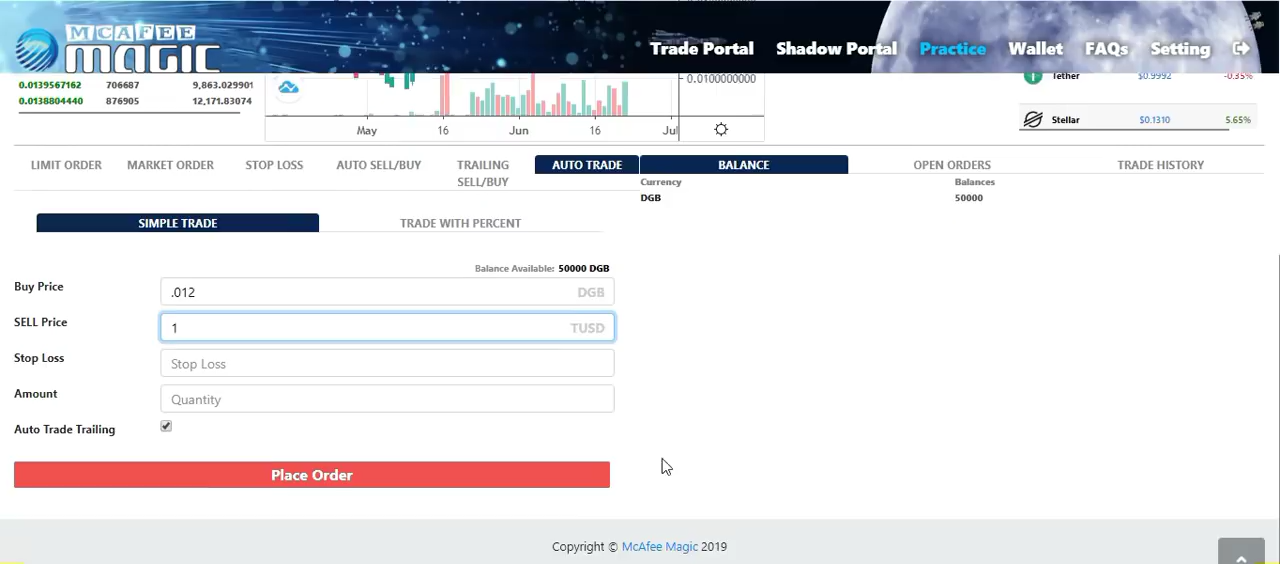 MCAFEE
MAGIC
Trade Portal Shadow Portal Practice Wallet FAQs Setting
0.0139567162 706687 9,863.029901
0.0138804440 876905 12,171.83074
0.0100000000
May 16 Jun 16 Jul
Tether $0.9992 -0.35%
Stellar $0.1310 5.65%
LIMIT ORDER MARKET ORDER STOP LOSS AUTO SELL/BUY TRAILING SELL/BUY AUTO TRADE BALANCE OPEN ORDERS TRADE HISTORY
Currency Balances
DGB 50000
SIMPLE TRADE TRADE WITH PERCENT
Balance Available: 50000 DGB
Buy Price .012 DGB
SELL Price 1 TUSD
Stop Loss Stop Loss
Amount Quantity
Auto Trade Trailing
Place Order
Copyright © McAfee Magic 2019